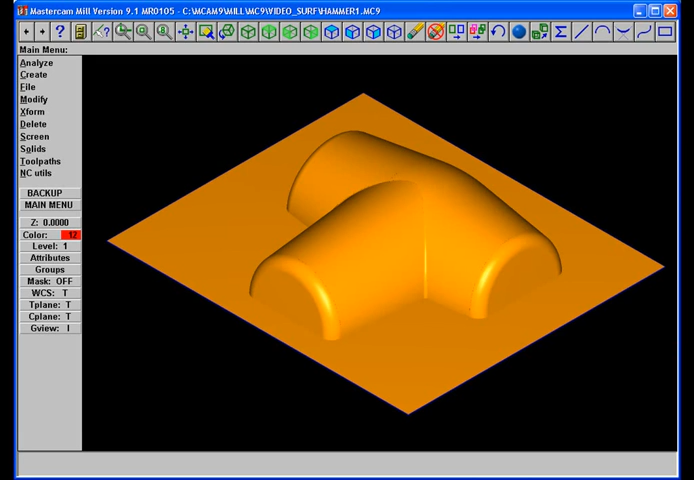 Mastercam Mill Version 9.1 MR0105 - C:\MCAM9\MILL\MC9\VIDEO_SURF\HAMMER1.MC9
Main Menu:
Analyze
Create
File
Modify
Xform
Delete
Screen
Solids
Toolpaths
NC utils
BACKUP
MAIN MENU
Z: 0.0000
Color: 12
Level: 1
Attributes
Groups
Mask: OFF
WCS: T
Tplane: T
Cplane: T
Gview: I